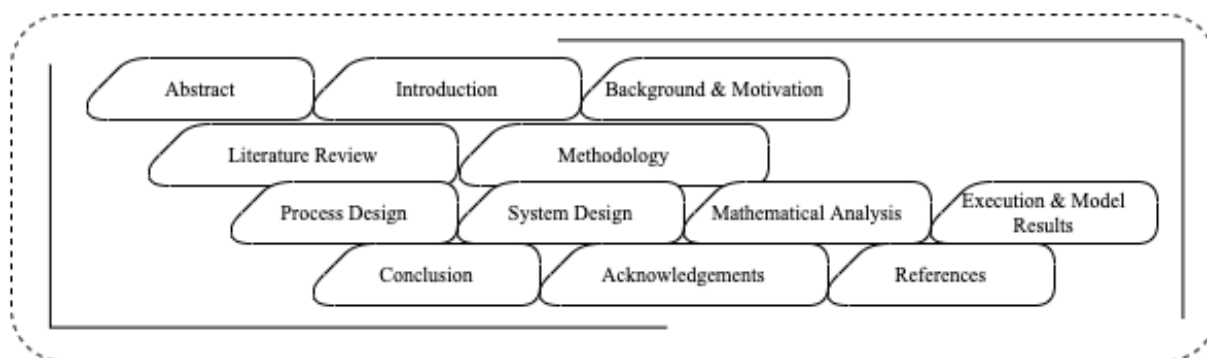 Abstract
Introduction
Background & Motivation
Literature Review
Methodology
Process Design
System Design
Mathematical Analysis
Execution & Model
Results
Conclusion
Acknowledgements
References